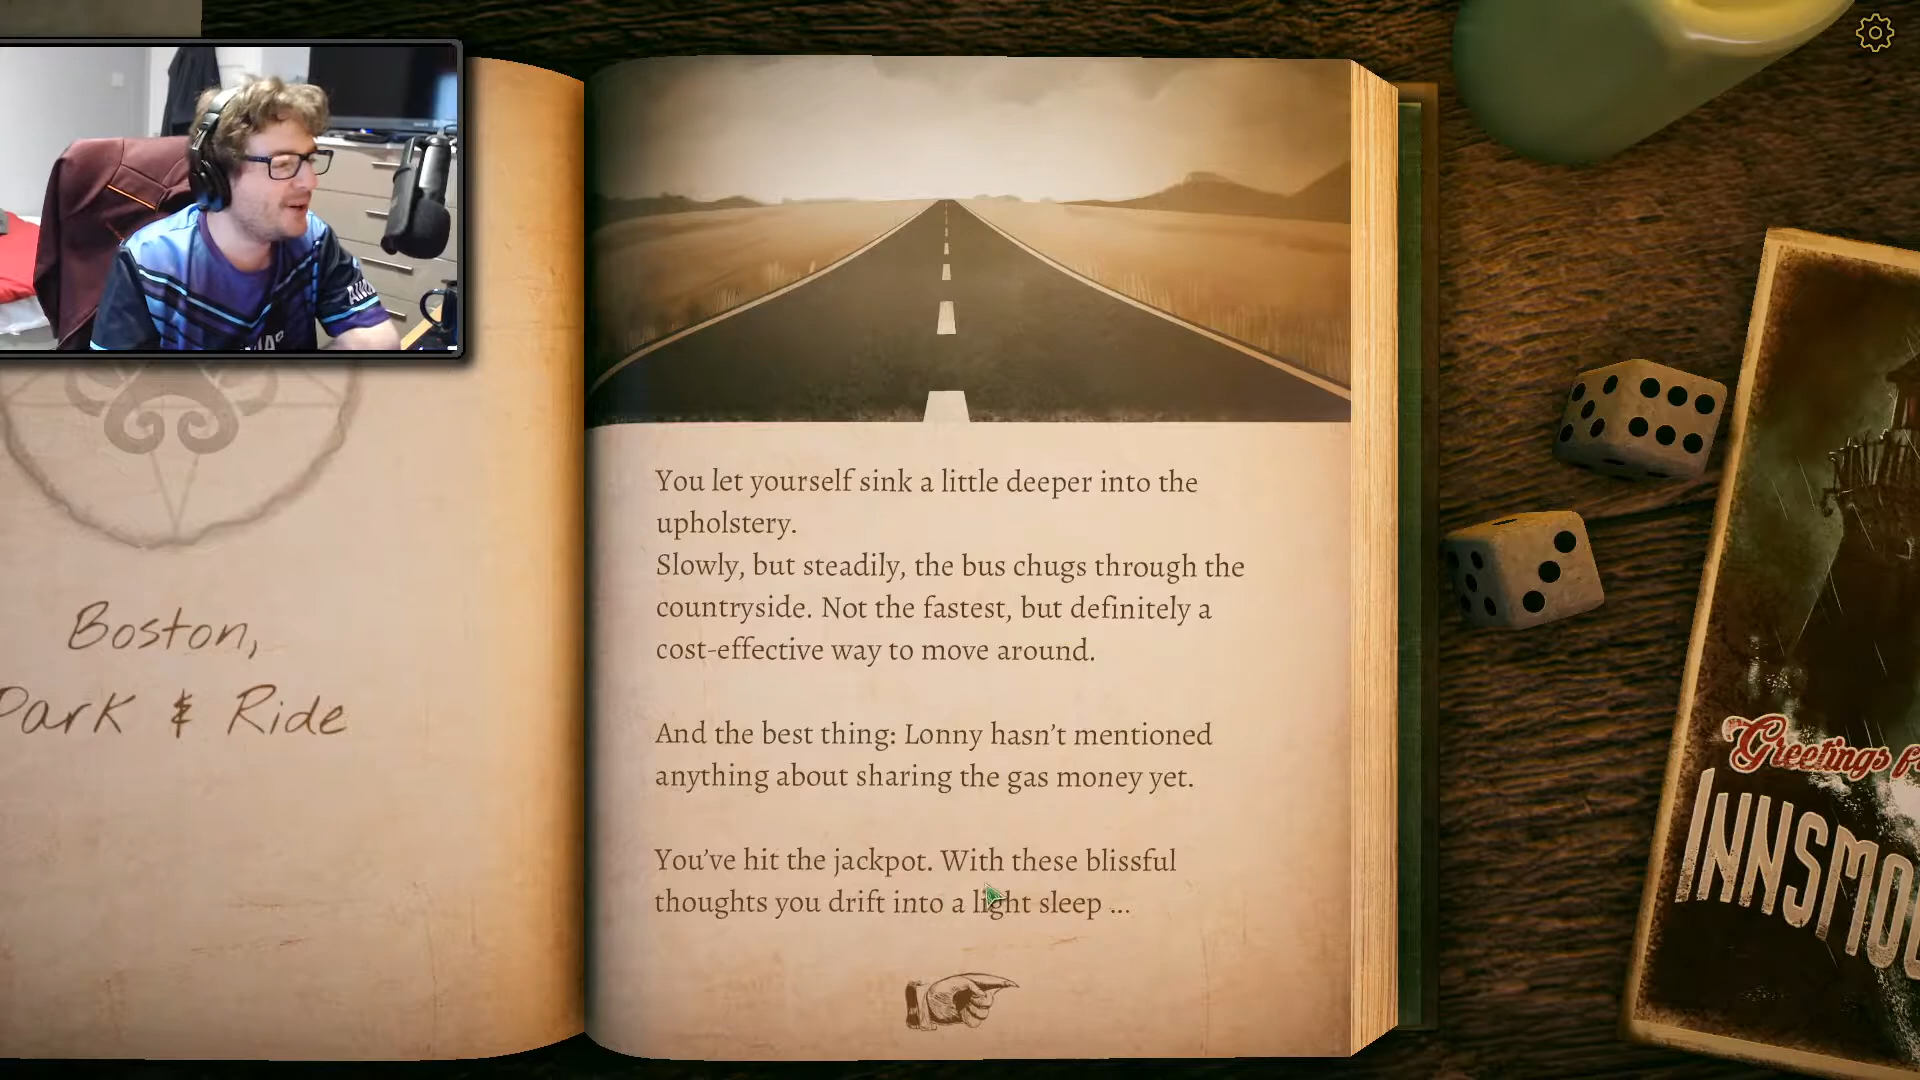 Boston,
Park & Ride
You let yourself sink a little deeper into the
upholstery.
Slowly, but steadily, the bus chugs through the
countryside. Not the fastest, but definitely a
cost-effective way to move around.
And the best thing: Lonny hasn't mentioned
anything about sharing the gas money yet.
You've hit the jackpot. With these blissful
thoughts you drift into a light sleep ...
Greetings f
INNSMO